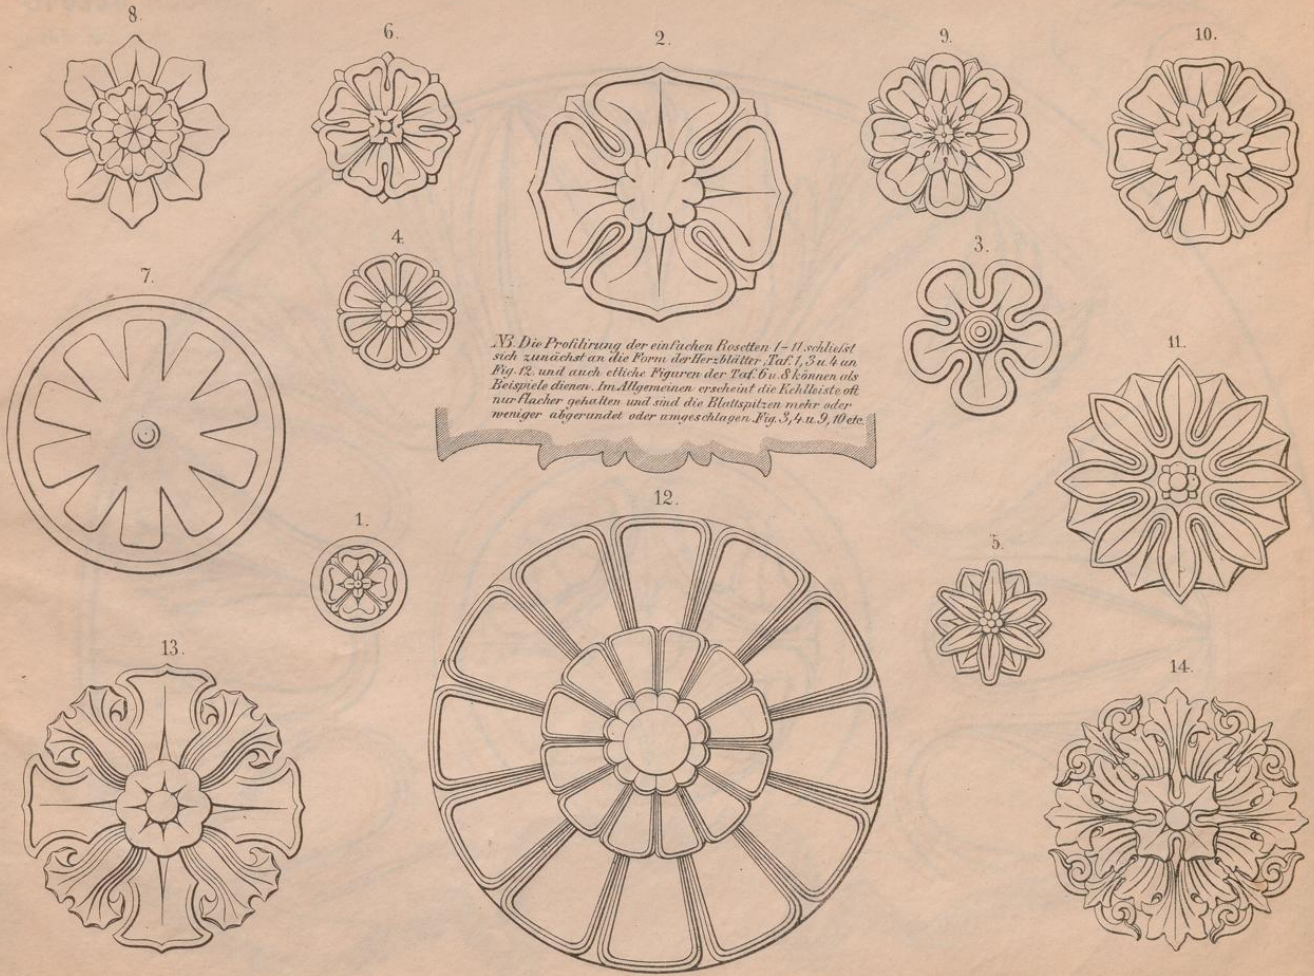 8.
6.
2.
9.
10.
4.
3.
7.
11.
NB. Die Profilirung der einfachen Rosetten 1-11 schliefst
sich zunächst an die Form der Herzblätter, Taf. 1, 3 u. 4 an
Fig. 12. und auch etliche Figuren der Taf. 6 u. 8 können als
Beispiele dienen. Im Allgemeinen erscheint die Kehlleiste oft
nur flacher gehalten und sind die Blattspitzen mehr oder
weniger abgerundet oder umgeschlagen. Fig. 3, 4. u. 9, 10 etc.
12.
1.
5.
13.
14.